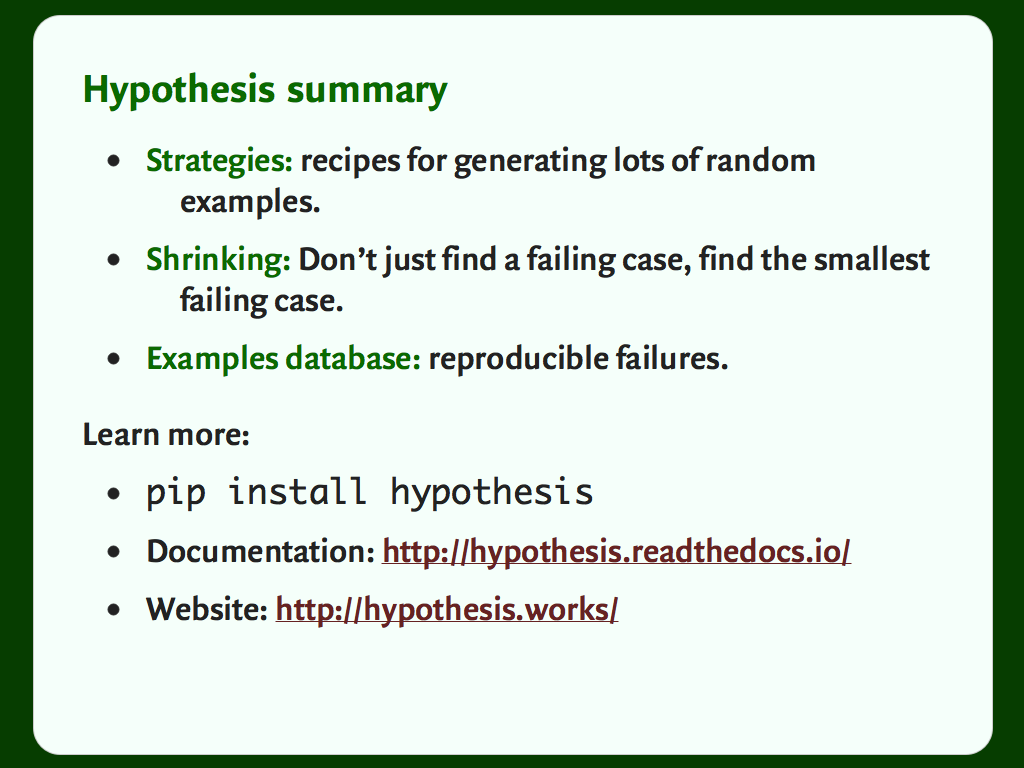 Hypothesis summary
• Strategies: recipes for generating lots of random
examples.
• Shrinking: Don’t just find a failing case, find the smallest
failing case.
• Examples database: reproducible failures.
Learn more:
• pip install hypothesis
• Documentation: http://hypothesis.readthedocs.io/
• Website: http://hypothesis.works/